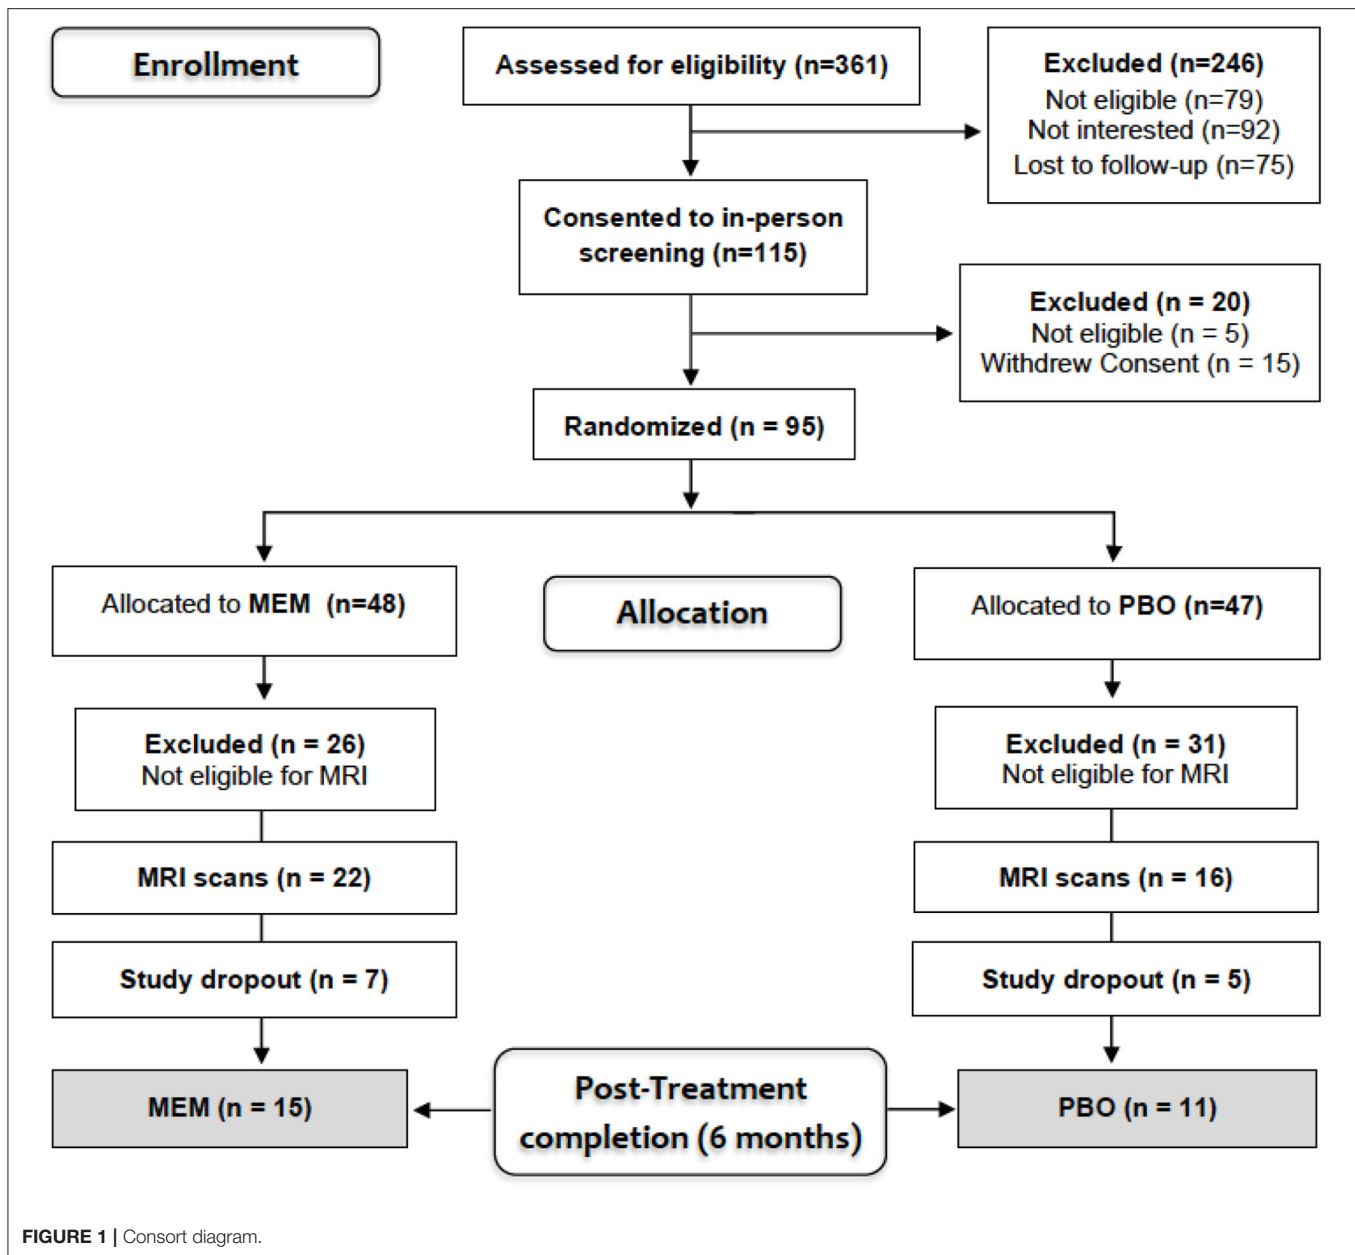 Enrollment
Assessed for eligibility (n=361)
Excluded (n=246)
Not eligible (n=79)
Not interested (n=92)
Lost to follow-up (n=75)
Consented to in-person
screening (n=115)
Excluded (n = 20)
Not eligible (n = 5)
Withdrew Consent (n = 15)
Randomized (n = 95)
Allocated to MEM (n=48)
Allocation
Allocated to PBO (n=47)
Excluded (n = 26)
Not eligible for MRI
Excluded (n = 31)
Not eligible for MRI
MRI scans (n = 22)
MRI scans (n = 16)
Study dropout (n = 7)
Study dropout (n = 5)
MEM (n = 15)
Post-Treatment
completion (6 months)
PBO (n = 11)
FIGURE 1 | Consort diagram.